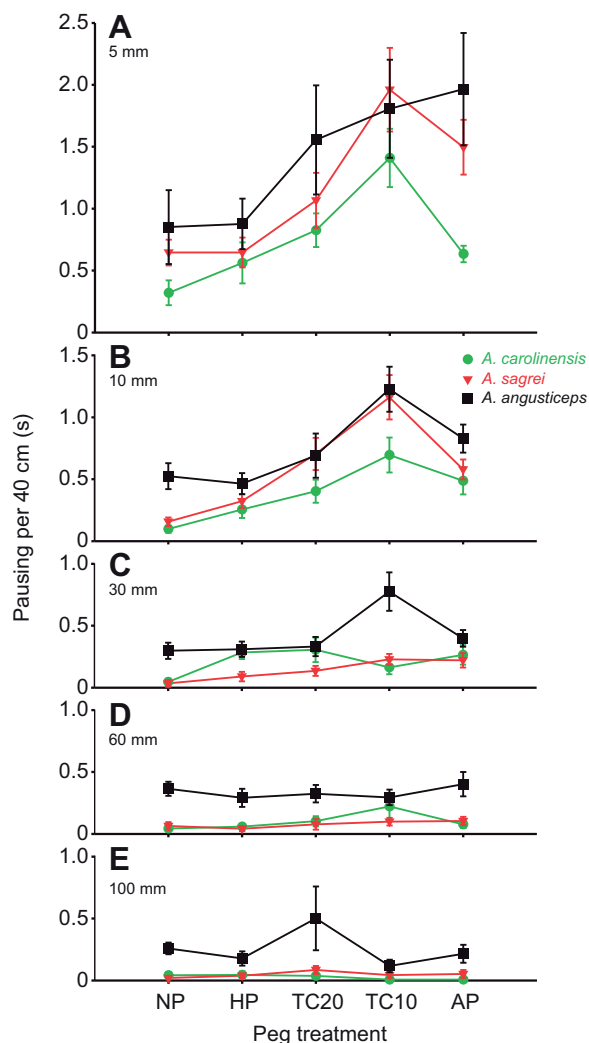 A
5 mm
2.5
2.0
1.5
1.0
0.5
0
B
10 mm
1.5
1.0
0.5
0
A. carolinensis
A. sagrei
A. angusticeps
Pausing per 40 cm (s)
C
30 mm
1.0
0.5
0
D
60 mm
1.0
0.5
0
E
100 mm
1.0
0.5
0
NP HP TC20 TC10 AP
Peg treatment